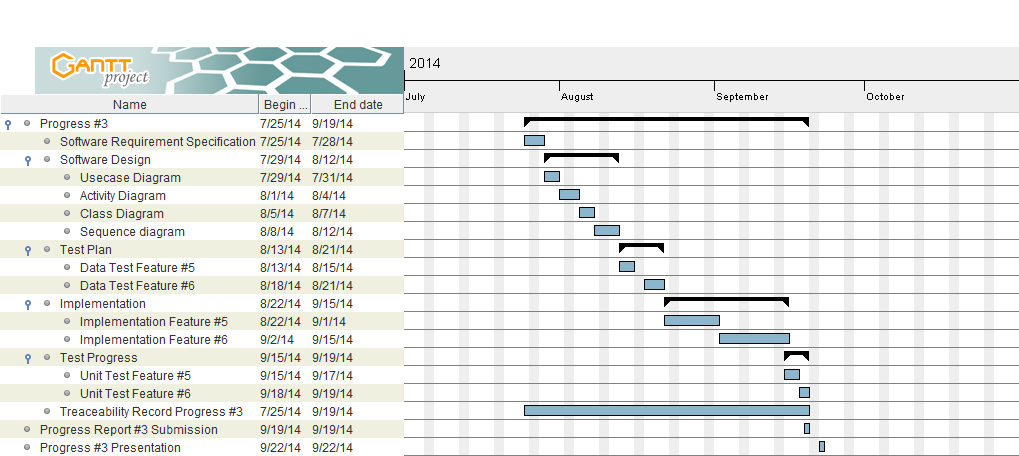 GANTT project
2014
July August September October
Name Begin ... End date
Progress #3 7/25/14 9/19/14
Software Requirement Specification 7/25/14 7/28/14
Software Design 7/29/14 8/12/14
Usecase Diagram 7/29/14 7/31/14
Activity Diagram 8/1/14 8/4/14
Class Diagram 8/5/14 8/7/14
Sequence diagram 8/8/14 8/12/14
Test Plan 8/13/14 8/21/14
Data Test Feature #5 8/13/14 8/15/14
Data Test Feature #6 8/18/14 8/21/14
Implementation 8/22/14 9/15/14
Implementation Feature #5 8/22/14 9/1/14
Implementation Feature #6 9/2/14 9/15/14
Test Progress 9/15/14 9/19/14
Unit Test Feature #5 9/15/14 9/17/14
Unit Test Feature #6 9/18/14 9/19/14
Treaceability Record Progress #3 7/25/14 9/19/14
Progress Report #3 Submission 9/19/14 9/19/14
Progress #3 Presentation 9/22/14 9/22/14